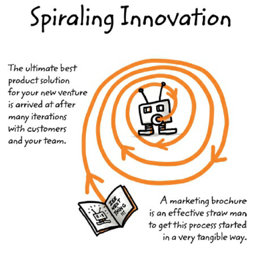 Spiraling Innovation
The ultimate best
product solution
for your new venture
is arrived at after
many iterations
with customers
and your team.
A marketing brochure
is an effective straw man
to get this process started
in a very tangible way.